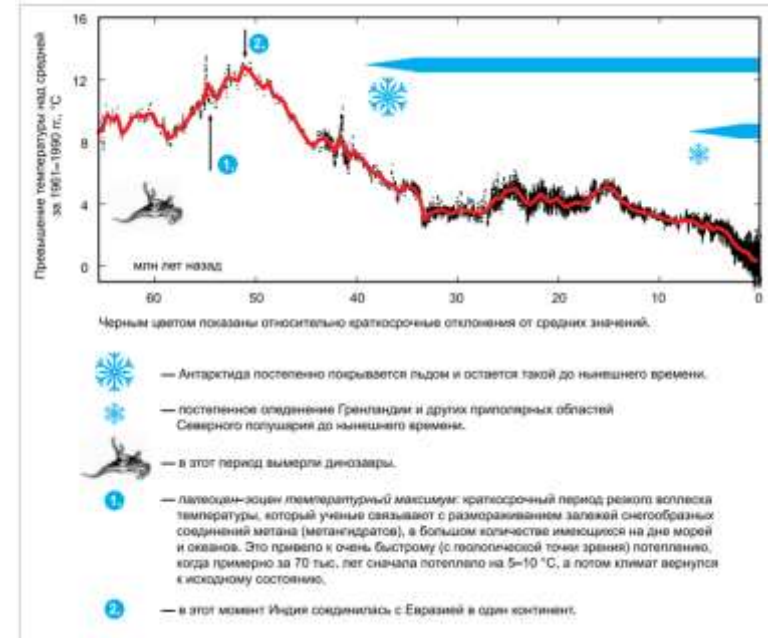 Превышение температуры над средней
за 1961–1990 гг., °С
16
12
8
4
0
2.
1.
млн лет назад
60
50
40
30
20
10
0
Черным цветом показаны относительно краткосрочные отклонения от средних значений.
— Антарктида постепенно покрывается льдом и остается такой до нынешнего времени.
— постепенное оледенение Гренландии и других приполярных областей
Северного полушария до нынешнего времени.
— в этот период вымерли динозавры.
1.
— палеоцен-эоцен температурный максимум: краткосрочный период резкого всплеска
температуры, который ученые связывают с размораживанием залежей снегообразных
соединений метана (метангидратов), в большом количестве имеющихся на дне морей
и океанов. Это привело к очень быстрому (с геологической точки зрения) потеплению,
когда примерно за 70 тыс. лет сначала потеплело на 5–10 °С, а потом климат вернулся
к исходному состоянию.
2.
— в этот момент Индия соединилась с Евразией в один континент.